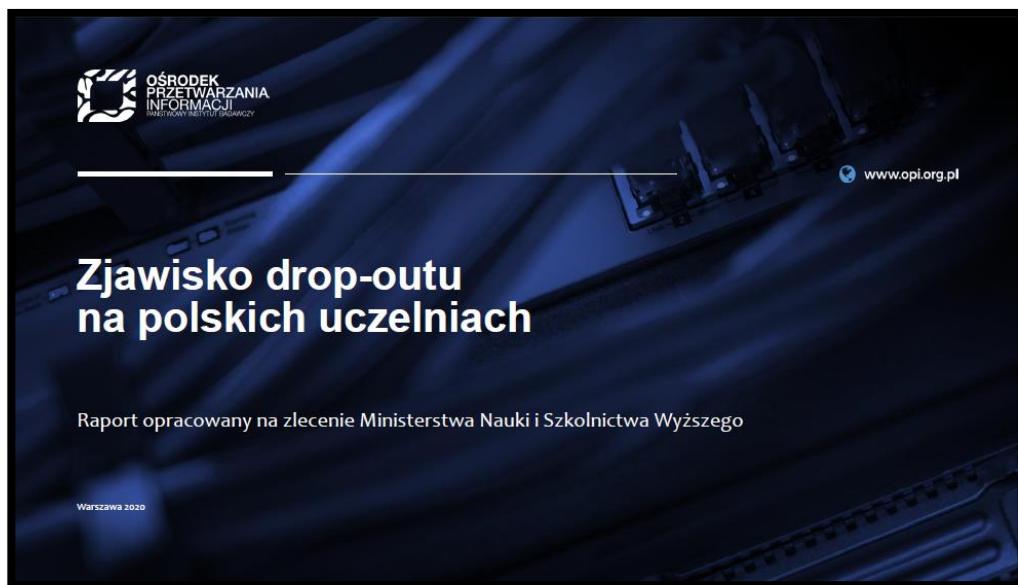 OŚRODEK
PRZETWARZANIA
INFORMACJI
PAŃSTWOWY INSTYTUT BADAWCZY
www.opi.org.pl
Zjawisko drop-outu
na polskich uczelniach
Raport opracowany na zlecenie Ministerstwa Nauki i Szkolnictwa Wyższego
Warszawa 2020